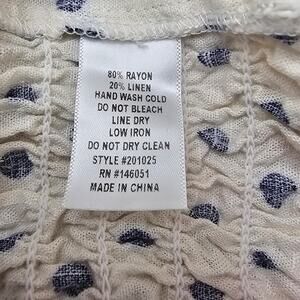 80% RAYON
20% LINEN
HAND WASH COLD
DO NOT BLEACH
LINE DRY
LOW IRON
DO NOT DRY CLEAN
STYLE #201025
RN #146051
MADE IN CHINA